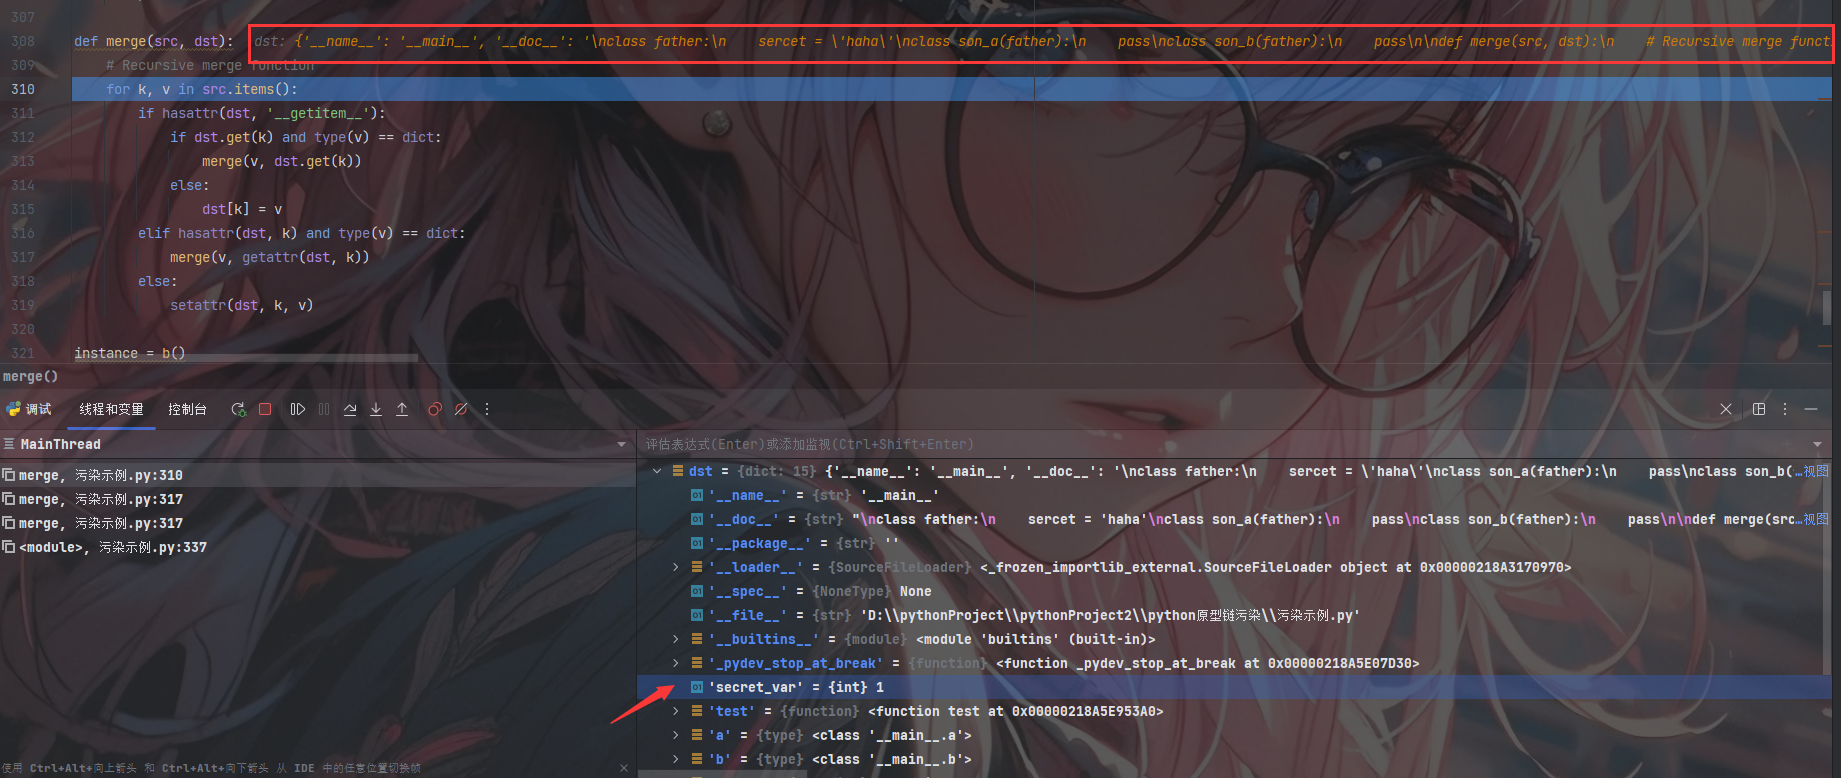 307
308 def merge(src, dst): dst: {'__name__': '__main__', '__doc__': '\nclass father:\n    sercet = \'haha\'\nclass son_a(father):\n    pass\nclass son_b(father):\n    pass\n\ndef merge(src, dst):\n    # Recursive merge functi
309 # Recursive merge function
310 for k, v in src.items():
311 if hasattr(dst, '__getitem__'):
312 if dst.get(k) and type(v) == dict:
313 merge(v, dst.get(k))
314 else:
315 dst[k] = v
316 elif hasattr(dst, k) and type(v) == dict:
317 merge(v, getattr(dst, k))
318 else:
319 setattr(dst, k, v)
320
321 instance = b()
merge()
调试 线程和变量 控制台
MainThread
评估表达式(Enter)或添加监视(Ctrl+Shift+Enter)
merge, 污染示例.py:310
merge, 污染示例.py:317
merge, 污染示例.py:317
<module>, 污染示例.py:337
dst = {dict: 15} {'__name__': '__main__', '__doc__': '\nclass father:\n    sercet = \'haha\'\nclass son_a(father):\n    pass\nclass son_b( …视图
'__name__' = {str} '__main__'
'__doc__' = {str} "\nclass father:\n    sercet = 'haha'\nclass son_a(father):\n    pass\nclass son_b(father):\n    pass\n\ndef merge(src …视图
'__package__' = {str} ''
'__loader__' = {SourceFileLoader} <_frozen_importlib_external.SourceFileLoader object at 0x00000218A3170970>
'__spec__' = {NoneType} None
'__file__' = {str} 'D:\\pythonProject\\pythonProject2\\python原型链污染\\污染示例.py'
'__builtins__' = {module} <module 'builtins' (built-in)>
'_pydev_stop_at_break' = {function} <function _pydev_stop_at_break at 0x00000218A5E07D30>
'secret_var' = {int} 1
'test' = {function} <function test at 0x00000218A5E953A0>
'a' = {type} <class '__main__.a'>
'b' = {type} <class '__main__.b'>
使用 Ctrl+Alt+向上箭头 和 Ctrl+Alt+向下箭头 从 IDE 中的任意位置切换帧